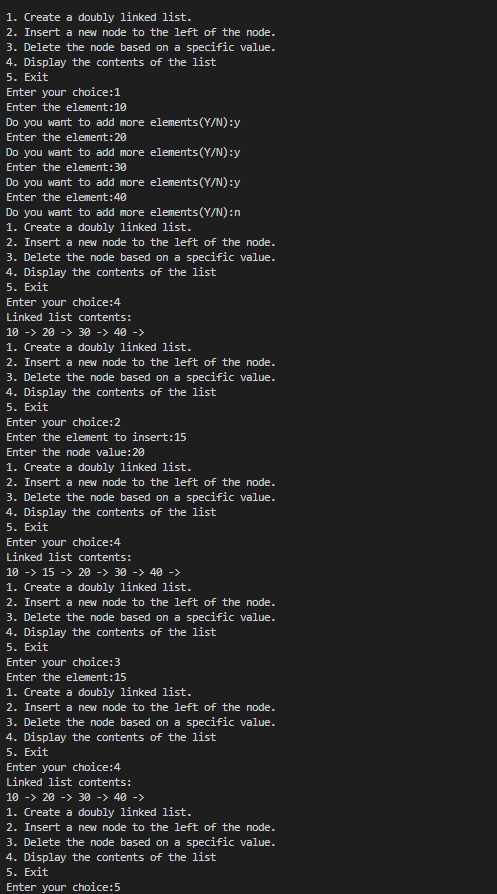 1. Create a doubly linked list.
2. Insert a new node to the left of the node.
3. Delete the node based on a specific value.
4. Display the contents of the list
5. Exit
Enter your choice:1
Enter the element:10
Do you want to add more elements(Y/N):y
Enter the element:20
Do you want to add more elements(Y/N):y
Enter the element:30
Do you want to add more elements(Y/N):y
Enter the element:40
Do you want to add more elements(Y/N):n
1. Create a doubly linked list.
2. Insert a new node to the left of the node.
3. Delete the node based on a specific value.
4. Display the contents of the list
5. Exit
Enter your choice:4
Linked list contents:
10 -> 20 -> 30 -> 40 ->
1. Create a doubly linked list.
2. Insert a new node to the left of the node.
3. Delete the node based on a specific value.
4. Display the contents of the list
5. Exit
Enter your choice:2
Enter the element to insert:15
Enter the node value:20
1. Create a doubly linked list.
2. Insert a new node to the left of the node.
3. Delete the node based on a specific value.
4. Display the contents of the list
5. Exit
Enter your choice:4
Linked list contents:
10 -> 15 -> 20 -> 30 -> 40 ->
1. Create a doubly linked list.
2. Insert a new node to the left of the node.
3. Delete the node based on a specific value.
4. Display the contents of the list
5. Exit
Enter your choice:3
Enter the element:15
1. Create a doubly linked list.
2. Insert a new node to the left of the node.
3. Delete the node based on a specific value.
4. Display the contents of the list
5. Exit
Enter your choice:4
Linked list contents:
10 -> 20 -> 30 -> 40 ->
1. Create a doubly linked list.
2. Insert a new node to the left of the node.
3. Delete the node based on a specific value.
4. Display the contents of the list
5. Exit
Enter your choice:5